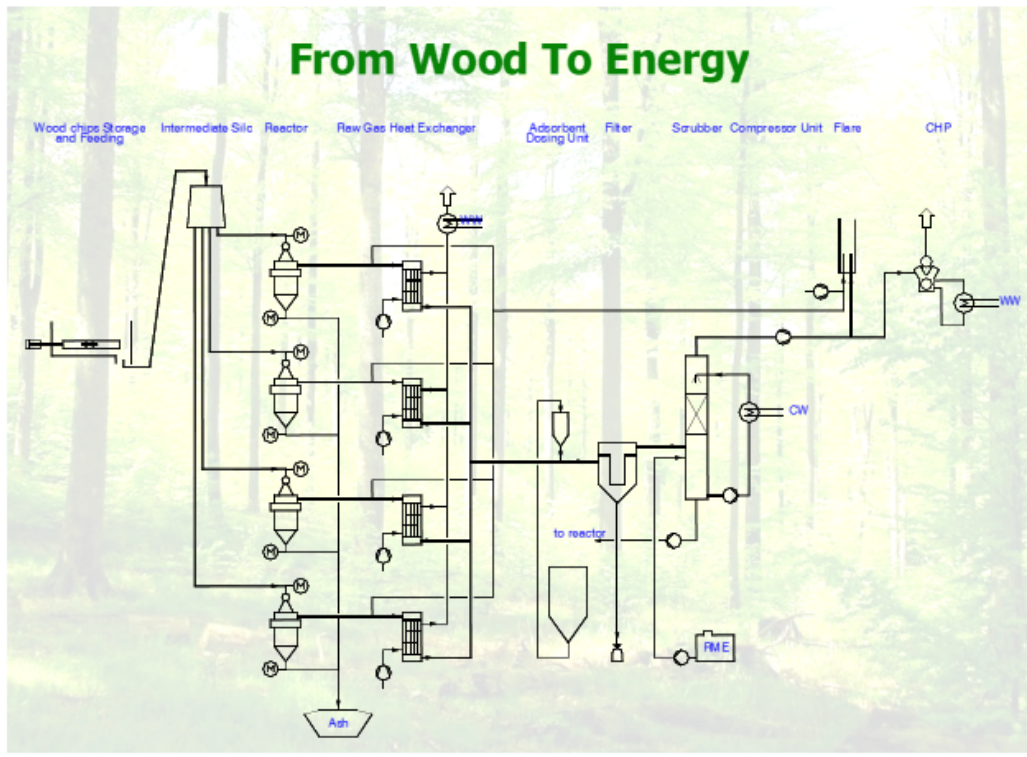 From Wood To Energy
Wood chips Storage
and Feeding
Intermediate Silo
Reactor
Raw Gas Heat Exchanger
Adsorbent
Dosing Unit
Filter
Scrubber
Compressor Unit
Flare
CHP
WW
M
WW
M
M
M
CW
M
M
M
to reactor
M
M
RME
Ash